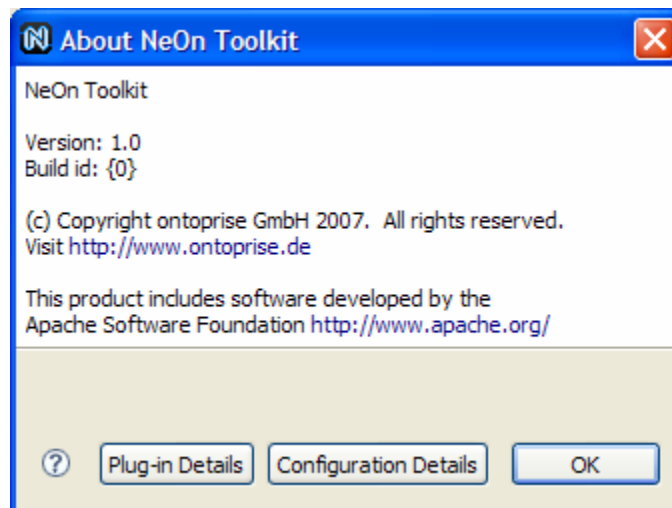 About NeOn Toolkit
NeOn Toolkit
Version: 1.0
Build id: {0}
(c) Copyright ontoprise GmbH 2007.  All rights reserved.
Visit http://www.ontoprise.de
This product includes software developed by the
Apache Software Foundation http://www.apache.org/
? Plug-in Details Configuration Details OK